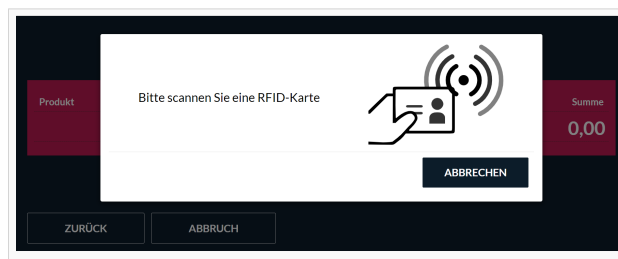 Bitte scannen Sie eine RFID-Karte
Produkt
Summe
0,00
ABBRECHEN
ZURÜCK
ABBRUCH